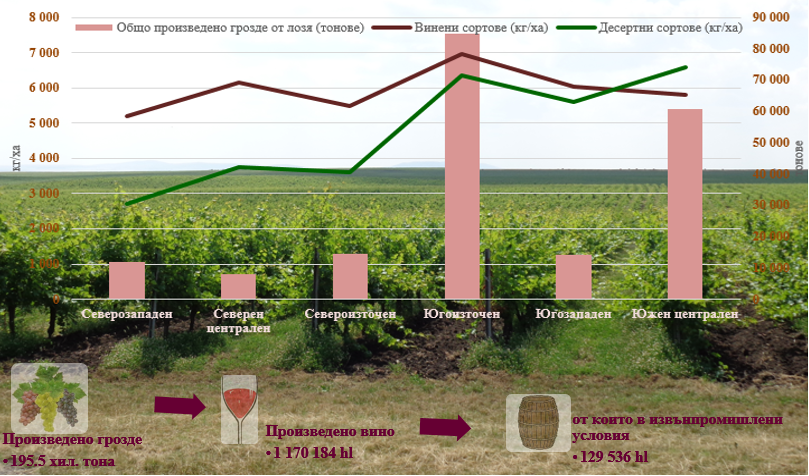 8 000
7 000
6 000
5 000
4 000
3 000
2 000
1 000
0
кг/ха
Общо произведено грозде от лозя (тонове)
Винени сортове (кг/ха)
Десертни сортове (кг/ха)
90 000
80 000
70 000
60 000
50 000
40 000
30 000
20 000
10 000
0
Северозападен
Северен централен
Североизточен
Югоизточен
Югозападен
Южен централен
Произведено грозде
• 195.5 хил. тона
Произведено вино
• 1 170 184 hl
от които в извънпромишлени
условия
• 129 536 hl